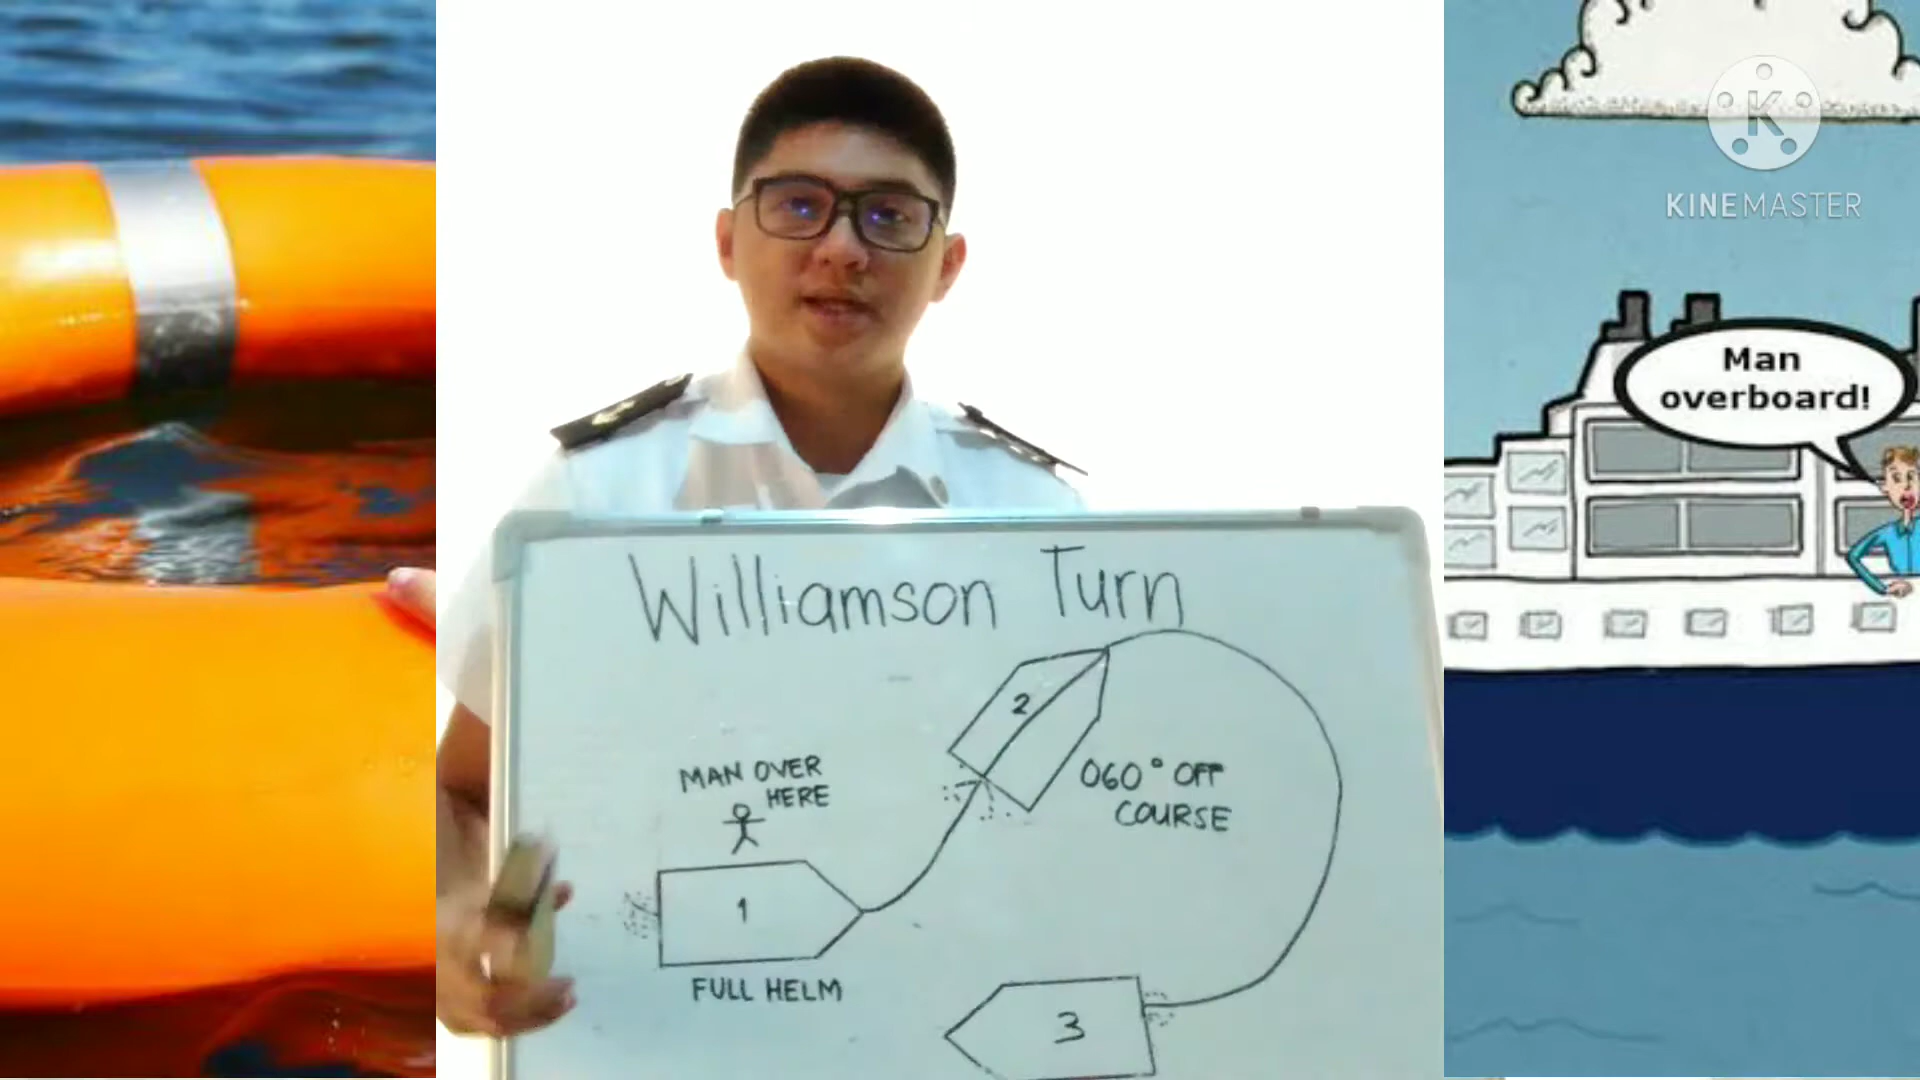 K
KINEMASTER
Man
overboard!
Williamson Turn
MAN OVER
HERE
1
FULL HELM
2
060° OFF
COURSE
3